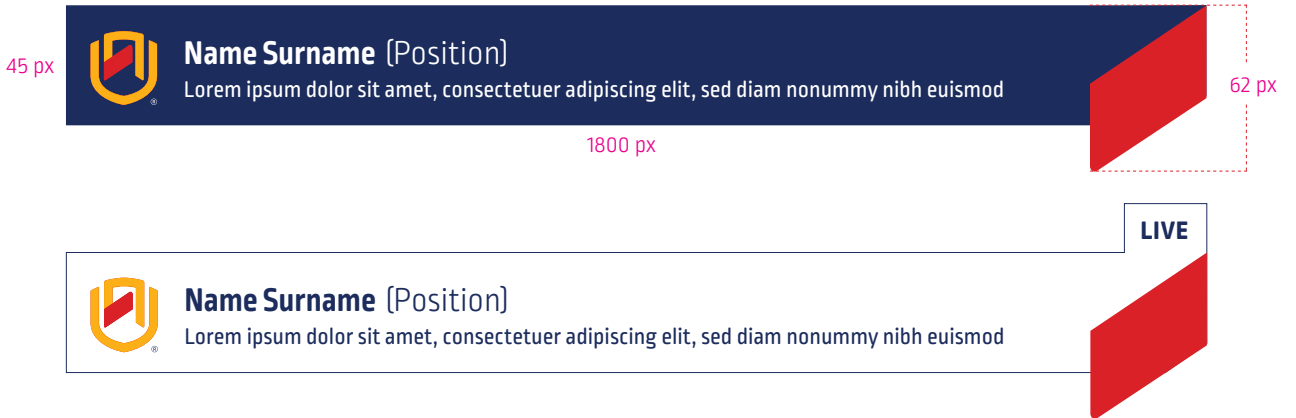 45 px
Name Surname (Position)
Lorem ipsum dolor sit amet, consectetuer adipiscing elit, sed diam nonummy nibh euismod
®
62 px
1800 px
LIVE
Name Surname (Position)
Lorem ipsum dolor sit amet, consectetuer adipiscing elit, sed diam nonummy nibh euismod
®